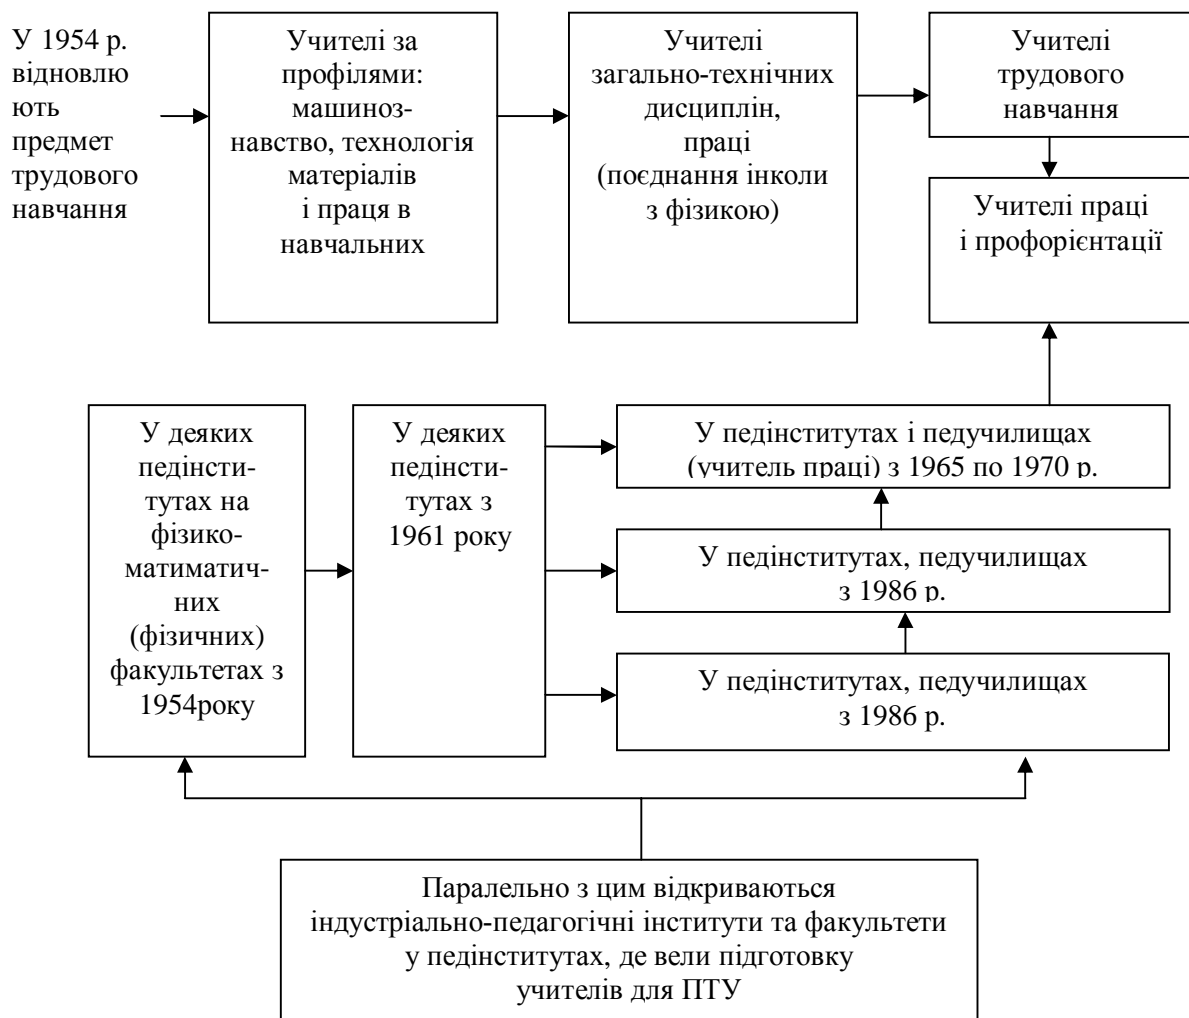 У 1954 р.
відновлю
ють
предмет
трудового
навчання
Учителі за
профілями:
машиноз-
навство, технологія
матеріалів
і праця в
навчальних
Учителі
загально-технічних
дисциплін,
праці
(поєднання інколи
з фізикою)
Учителі
трудового
навчання
Учителі праці
і профорієнтації
У деяких
педінсти-
тутах на
фізико-
матиматич-
них
(фізичних)
факультетах з
1954року
У деяких
педінсти-
тутах з
1961 року
У педінститутах і педучилищах
(учитель праці) з 1965 по 1970 р.
У педінститутах, педучилищах
з 1986 р.
У педінститутах, педучилищах
з 1986 р.
Паралельно з цим відкриваються
індустріально-педагогічні інститути та факультети
у педінститутах, де вели підготовку
учителів для ПТУ